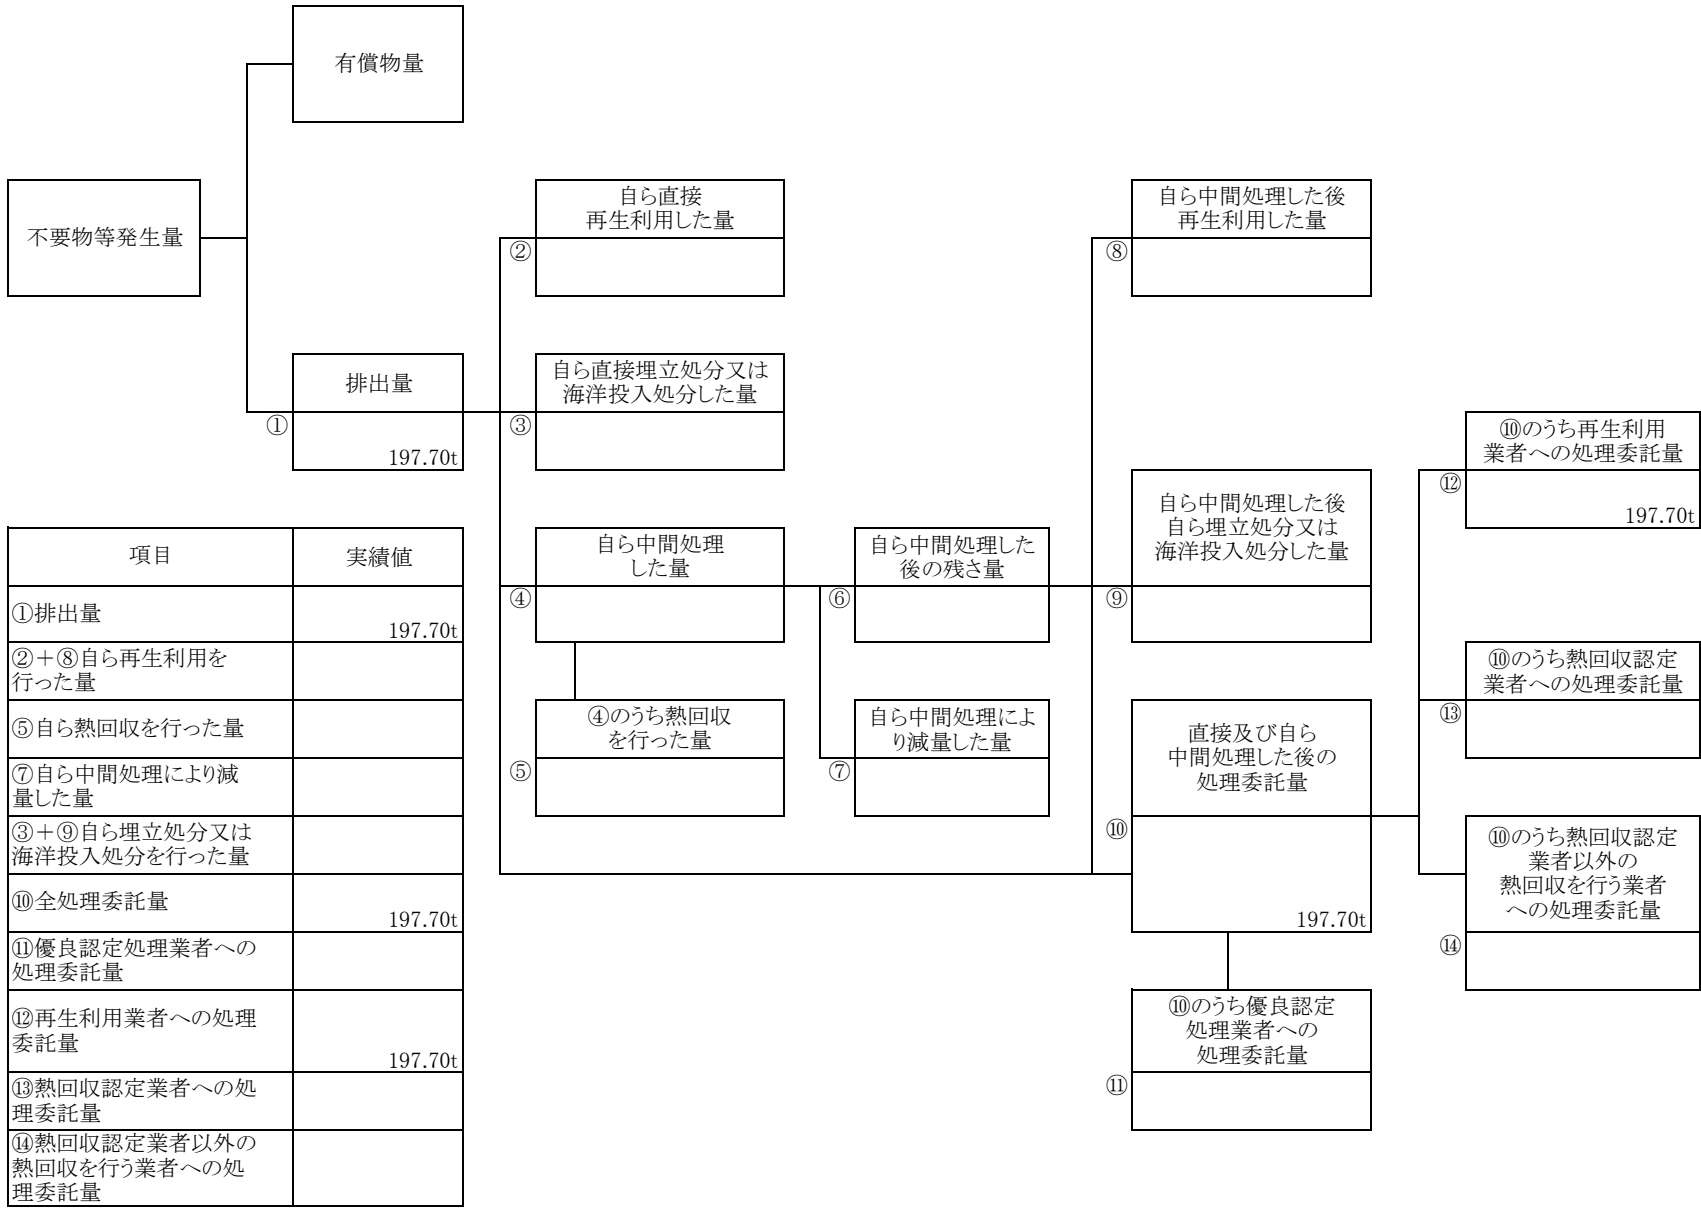 有償物量
不要物等発生量
自ら直接
再生利用した量
②
自ら中間処理した後
再生利用した量
⑧
排出量
①
197.70t
自ら直接埋立処分又は
海洋投入処分した量
③
⑩のうち再生利用
業者への処理委託量
⑫
197.70t
自ら中間処理
した量
④
自ら中間処理した
後の残さ量
⑥
自ら中間処理した後
自ら埋立処分又は
海洋投入処分した量
⑨
⑩のうち熱回収認定
業者への処理委託量
⑬
④のうち熱回収
を行った量
⑤
自ら中間処理によ
り減量した量
⑦
直接及び自ら
中間処理した後の
処理委託量
⑩
197.70t
⑩のうち熱回収認定
業者以外の
熱回収を行う業者
への処理委託量
⑭
⑩のうち優良認定
処理業者への
処理委託量
⑪
項目
実績値
①排出量
197.70t
②＋⑧自ら再生利用を
行った量
⑤自ら熱回収を行った量
⑦自ら中間処理により減
量した量
③＋⑨自ら埋立処分又は
海洋投入処分を行った量
⑩全処理委託量
197.70t
⑪優良認定処理業者への
処理委託量
⑫再生利用業者への処理
委託量
197.70t
⑬熱回収認定業者への処
理委託量
⑭熱回収認定業者以外の
熱回収を行う業者への処
理委託量